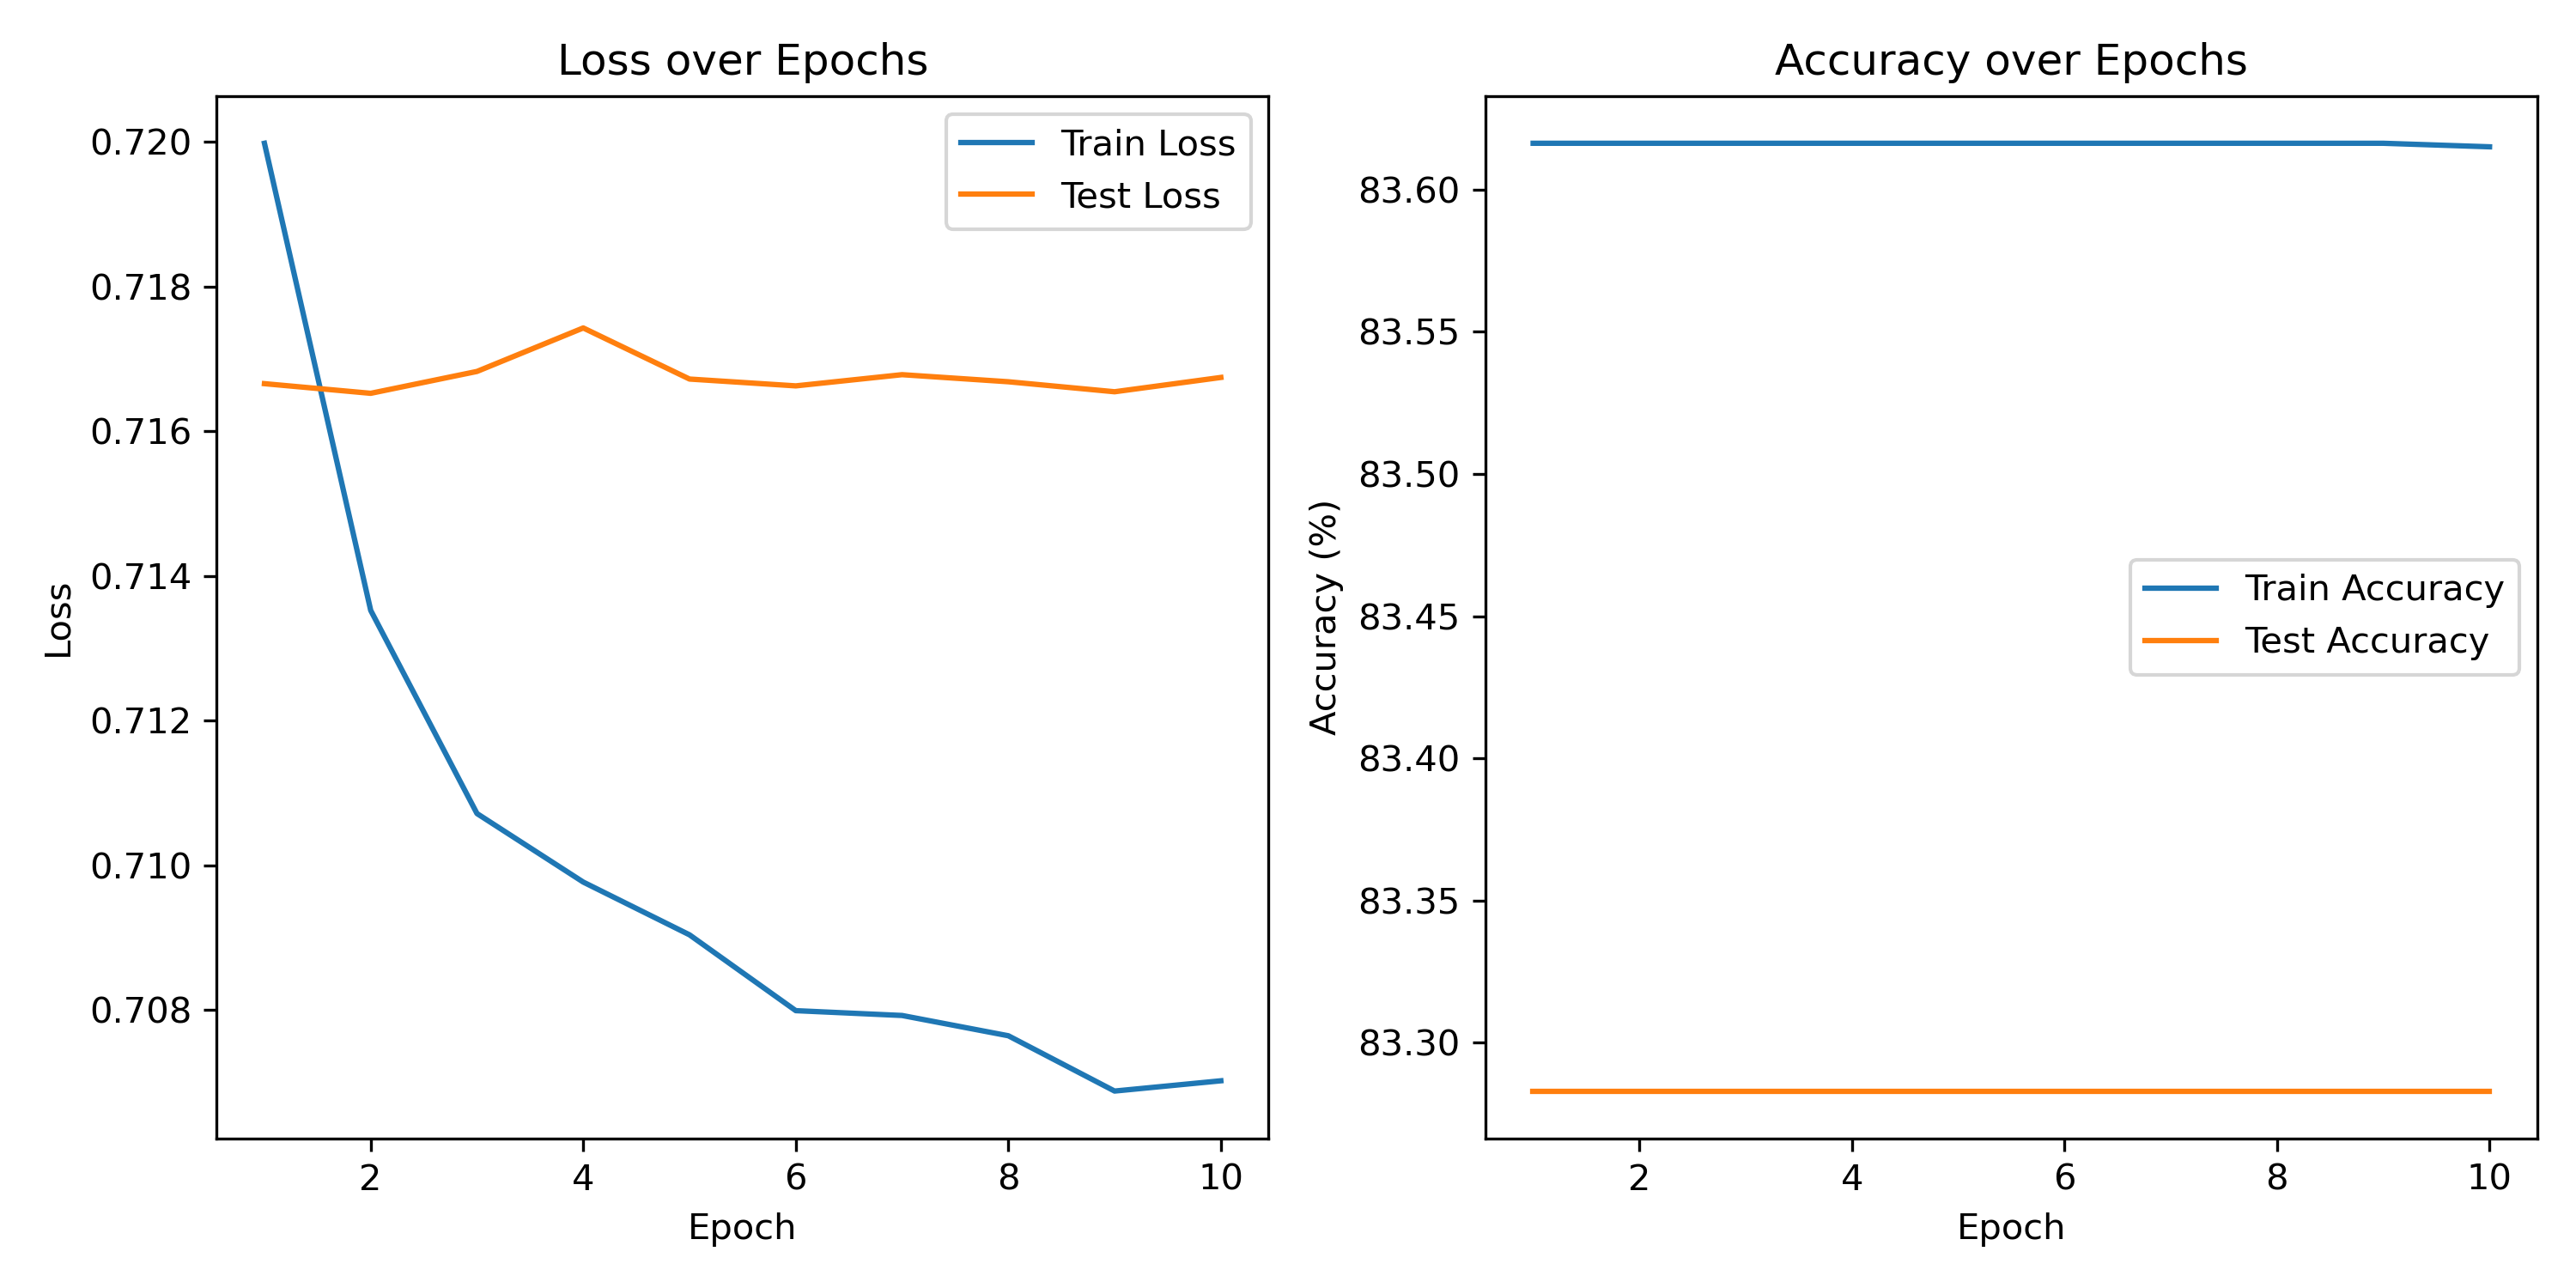 Loss over Epochs
0.720
0.718
0.716
0.714
0.712
0.710
0.708
Loss
2 4 6 8 10
Epoch
Train Loss
Test Loss
Accuracy over Epochs
83.60
83.55
83.50
83.45
83.40
83.35
83.30
Accuracy (%)
2 4 6 8 10
Epoch
Train Accuracy
Test Accuracy